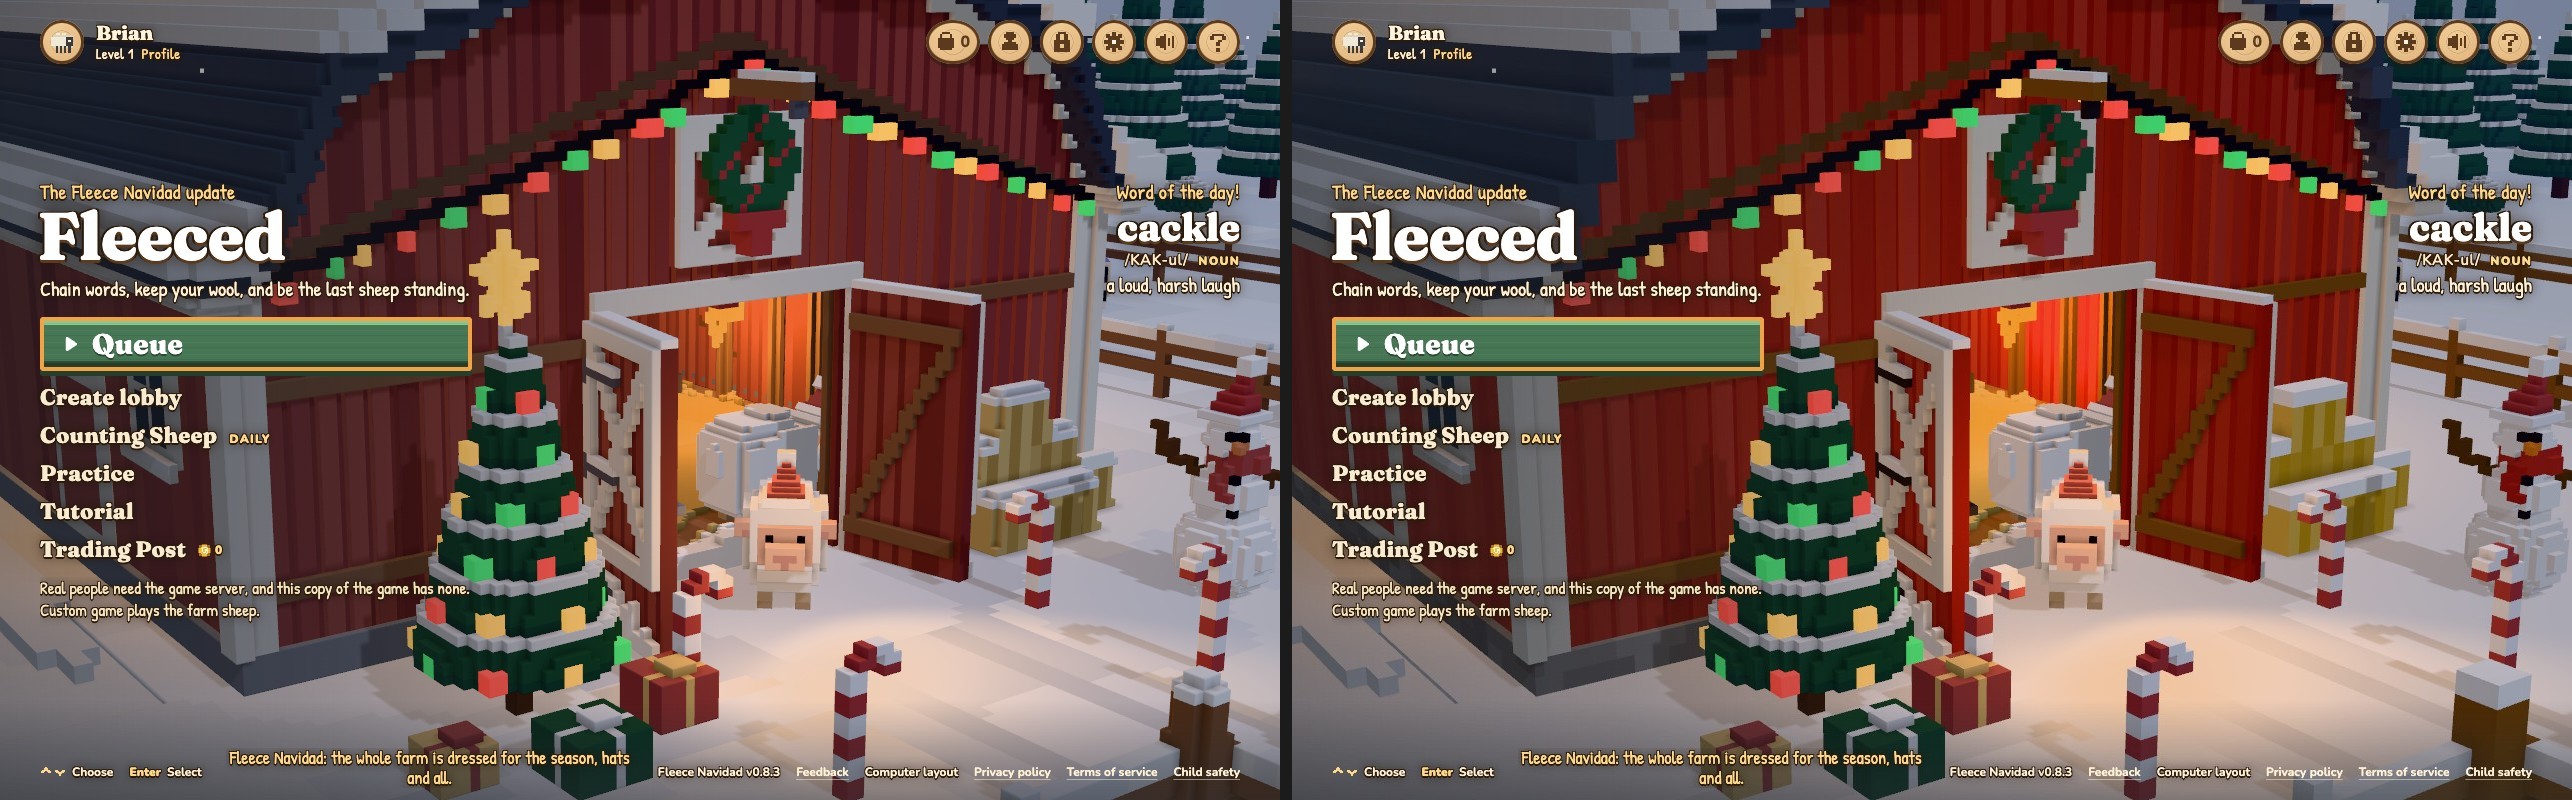 Brian
Level 1 Profile
0
The Fleece Navidad update
Fleeced
Chain words, keep your wool, and be the last sheep standing.
Queue
Create lobby
Counting Sheep DAILY
Practice
Tutorial
Trading Post 0
Real people need the game server, and this copy of the game has none.
Custom game plays the farm sheep.
Word of the day!
cackle
/KAK-ul/ NOUN
a loud, harsh laugh
Choose Enter Select
Fleece Navidad: the whole farm is dressed for the season, hats
and all.
Fleece Navidad v0.8.3 Feedback Computer layout Privacy policy Terms of service Child safety
Brian
Level 1 Profile
0
The Fleece Navidad update
Fleeced
Chain words, keep your wool, and be the last sheep standing.
Queue
Create lobby
Counting Sheep DAILY
Practice
Tutorial
Trading Post 0
Real people need the game server, and this copy of the game has none.
Custom game plays the farm sheep.
Word of the day!
cackle
/KAK-ul/ NOUN
a loud, harsh laugh
Choose Enter Select
Fleece Navidad: the whole farm is dressed for the season, hats
and all.
Fleece Navidad v0.8.3 Feedback Computer layout Privacy policy Terms of service Child safety